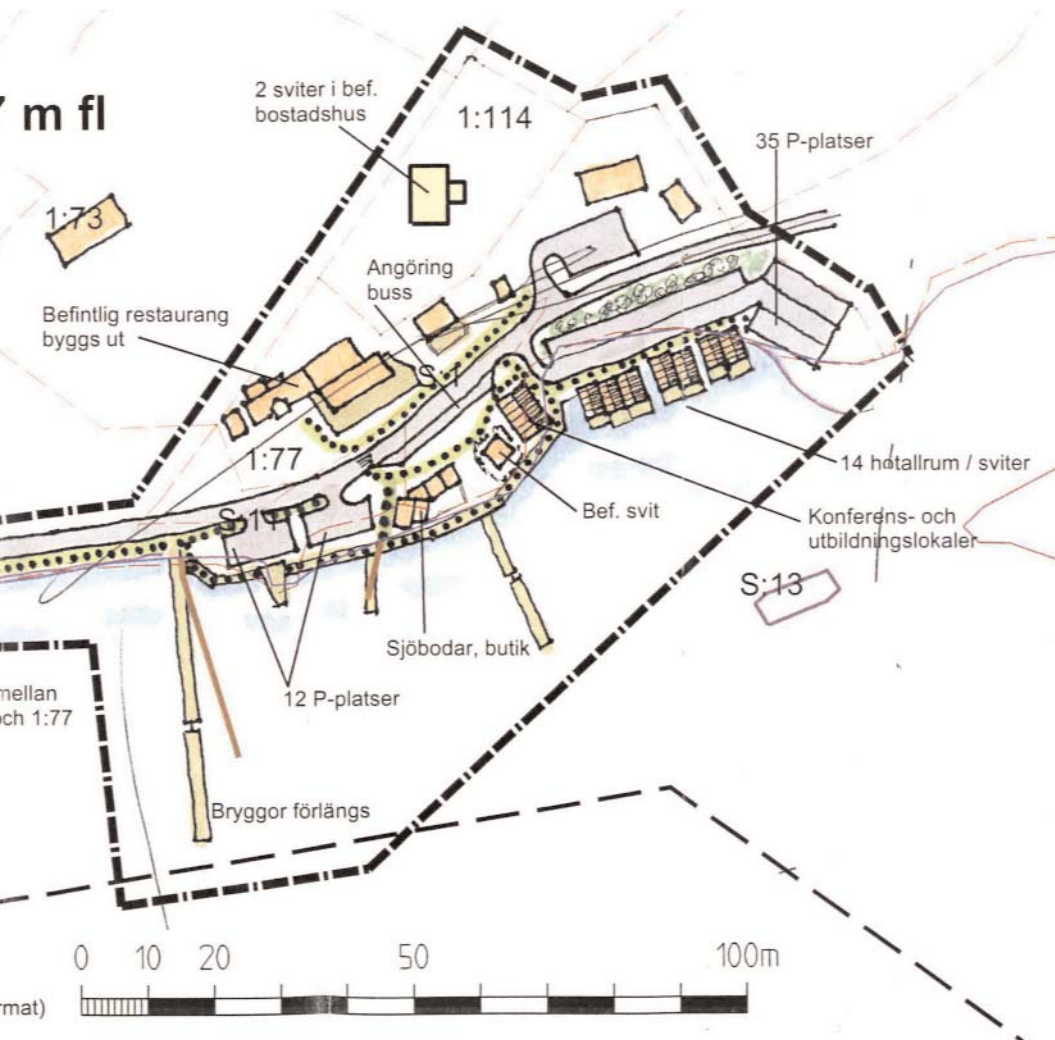 m fl
2 sviter i bef.
bostadshus
1:114
35 P-platser
1:73
Angöring
buss
Befintlig restaurang
byggs ut
1:77
14 hotallrum / sviter
Bef. svit
Konferens- och
utbildningslokaler
S:13
Sjöbodar, butik
12 P-platser
mellan
och 1:77
Bryggor förlängs
0 10 20 50 100m
rmat)